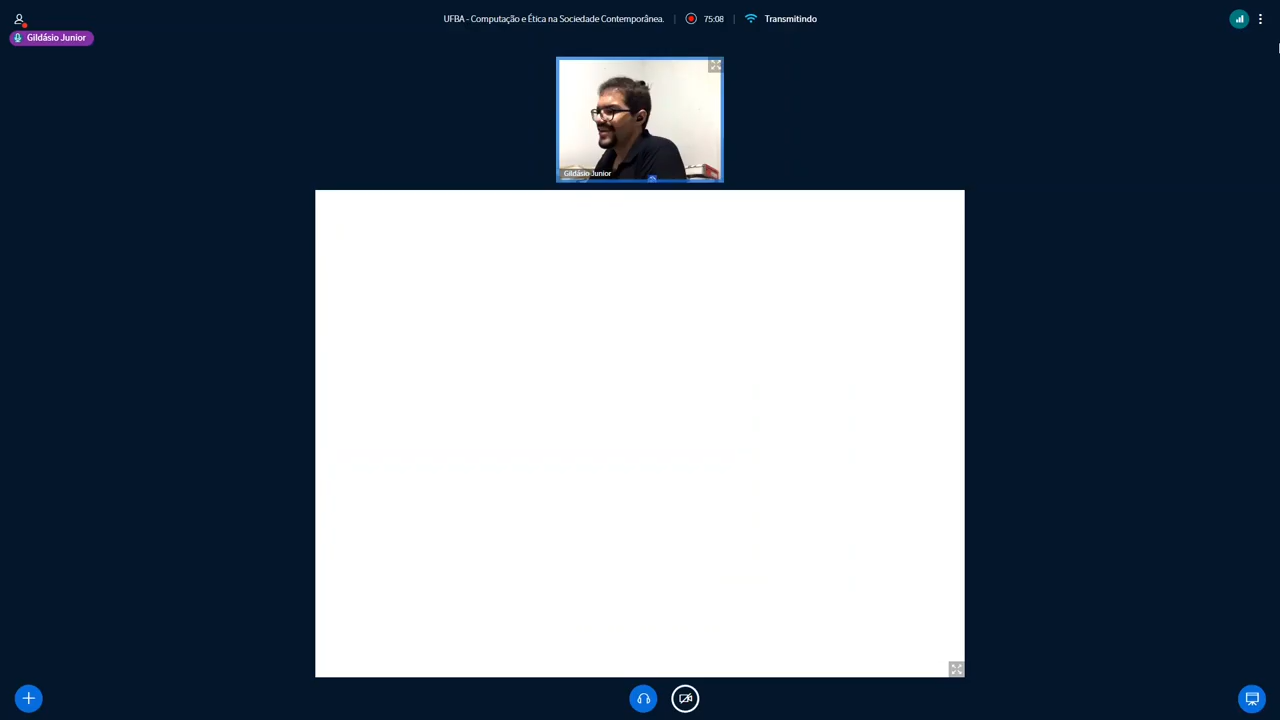 UFBA - Computação e Ética na Sociedade Contemporânea. 75:08 Transmitindo
Gildásio Junior
Gildásio Junior